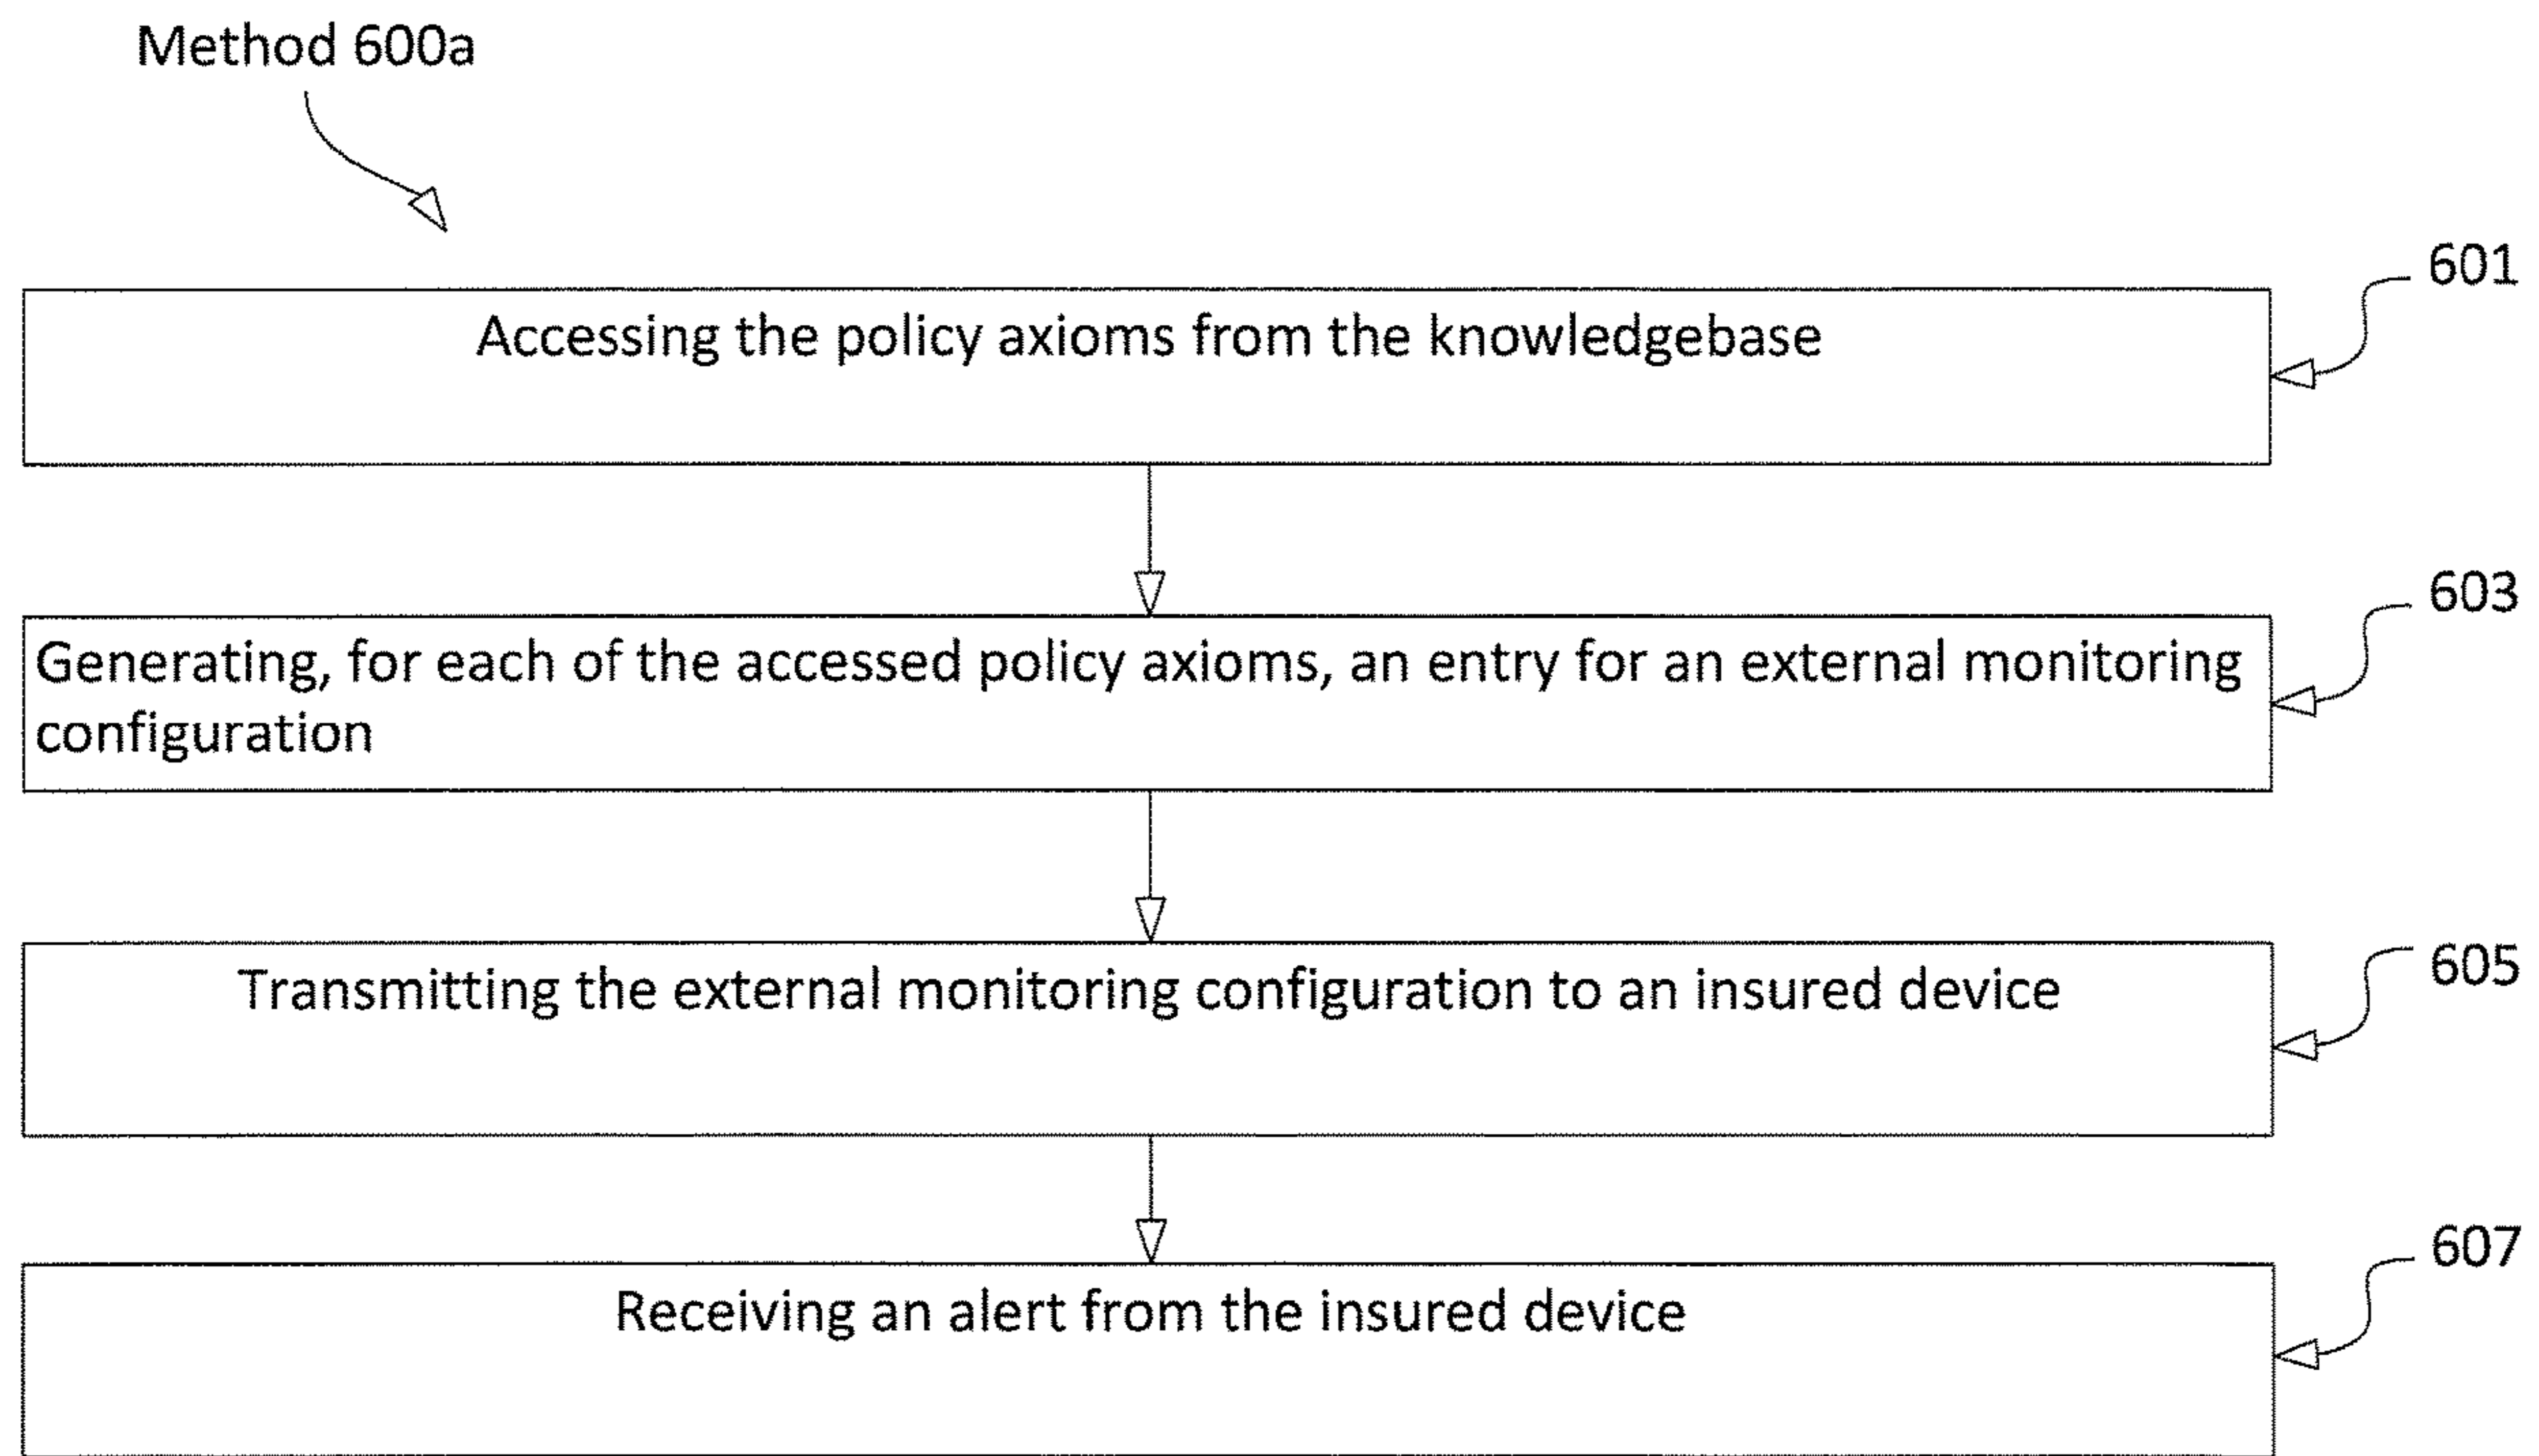 Method 600a
601
Accessing the policy axioms from the knowledgebase
603
Generating, for each of the accessed policy axioms, an entry for an external monitoring
configuration
605
Transmitting the external monitoring configuration to an insured device
607
Receiving an alert from the insured device